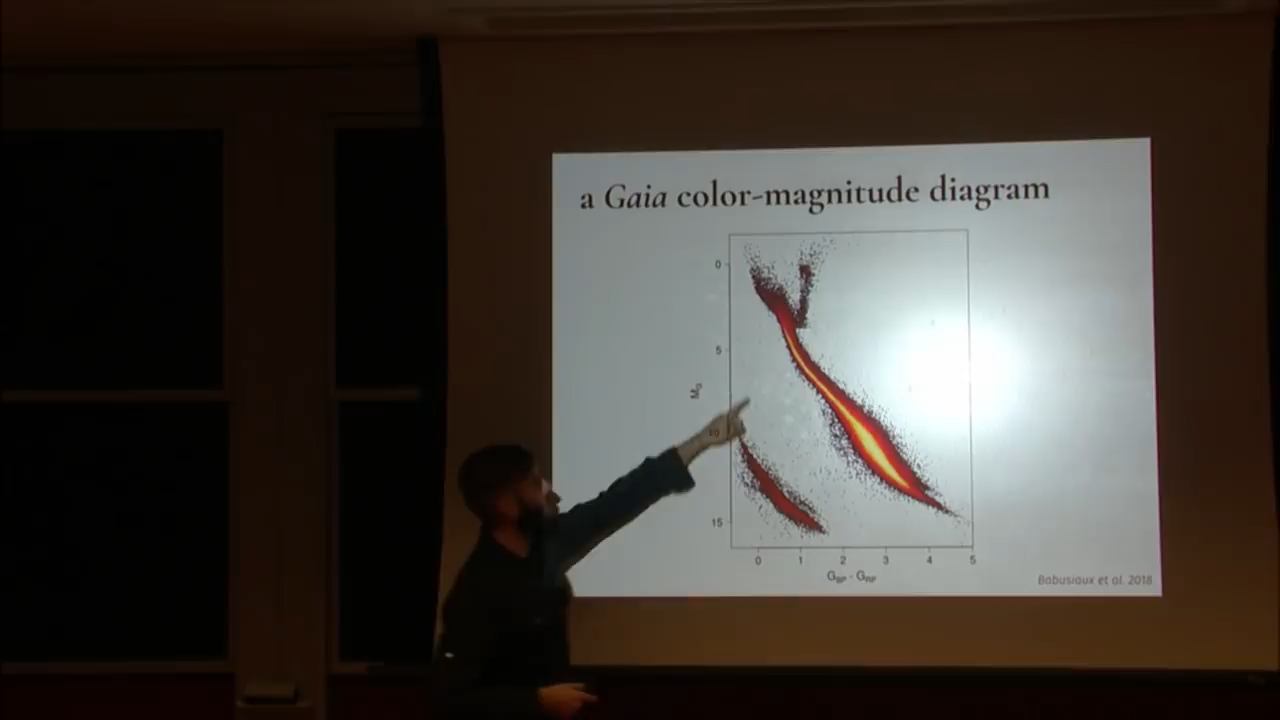 a Gaia color-magnitude diagram
0
5
M_G
10
15
0 1 2 3 4 5
G_BP - G_RP
Babusiaux et al. 2018